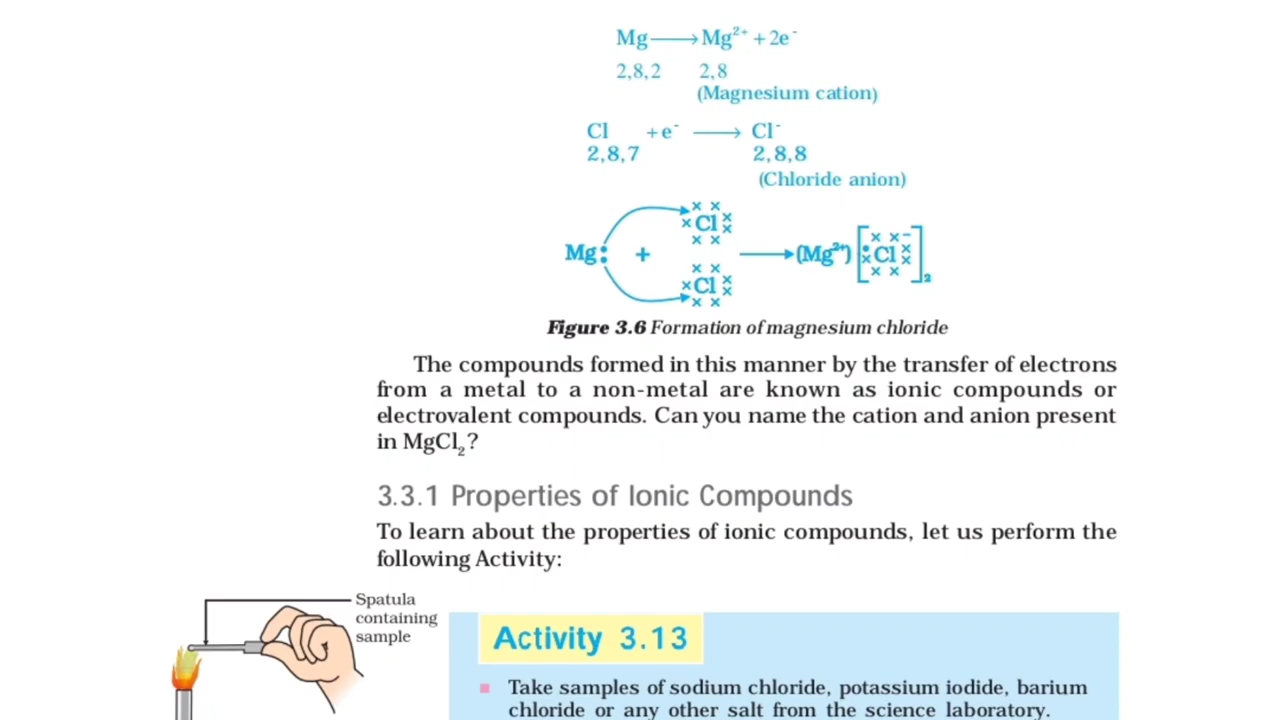 Mg⟶Mg²⁺ + 2e⁻
2,8,2 2,8
(Magnesium cation)
Cl + e⁻ ⟶ Cl⁻
2,8,7 2,8,8
(Chloride anion)
Mg: + Cl Cl ⟶ (Mg²⁺) [Cl⁻]₂
Figure 3.6 Formation of magnesium chloride
The compounds formed in this manner by the transfer of electrons
from a metal to a non-metal are known as ionic compounds or
electrovalent compounds. Can you name the cation and anion present
in MgCl₂?
3.3.1 Properties of Ionic Compounds
To learn about the properties of ionic compounds, let us perform the
following Activity:
Spatula
containing
sample
Activity 3.13
Take samples of sodium chloride, potassium iodide, barium
chloride or any other salt from the science laboratory.